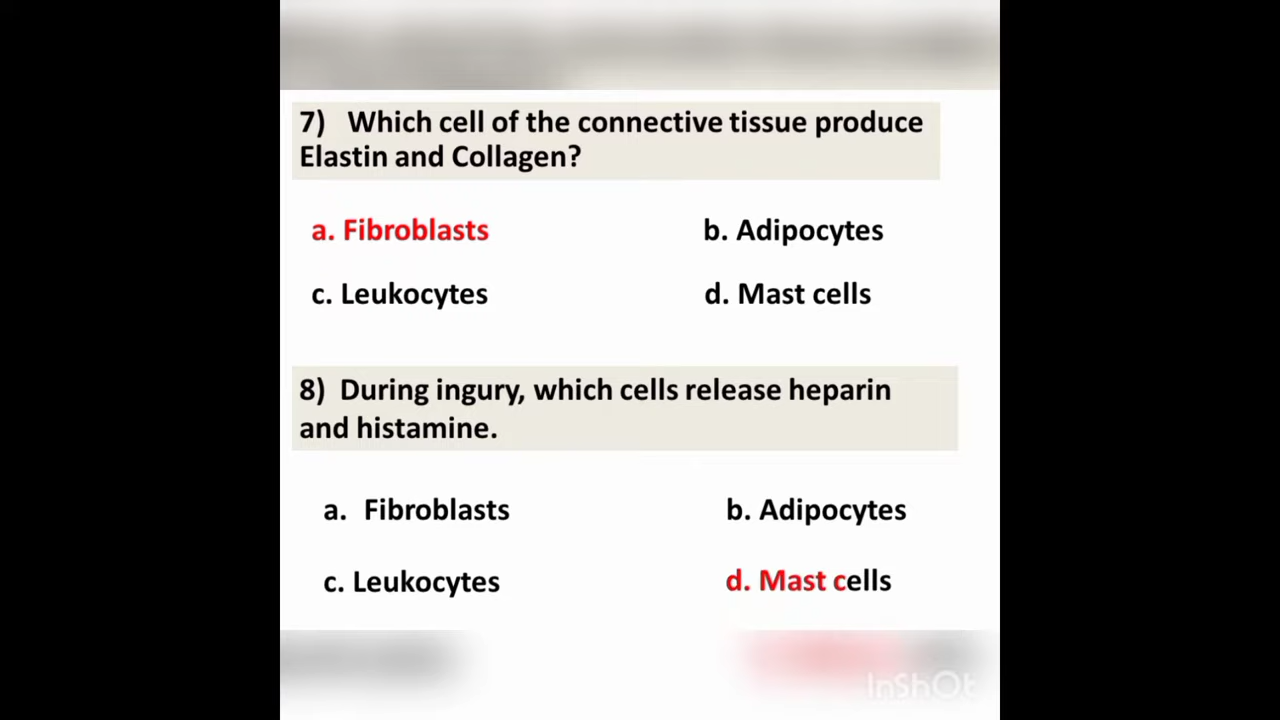 7) Which cell of the connective tissue produce
Elastin and Collagen?
a. Fibroblasts
b. Adipocytes
c. Leukocytes
d. Mast cells
8) During ingury, which cells release heparin
and histamine.
a. Fibroblasts
b. Adipocytes
c. Leukocytes
d. Mast cells
InShOt